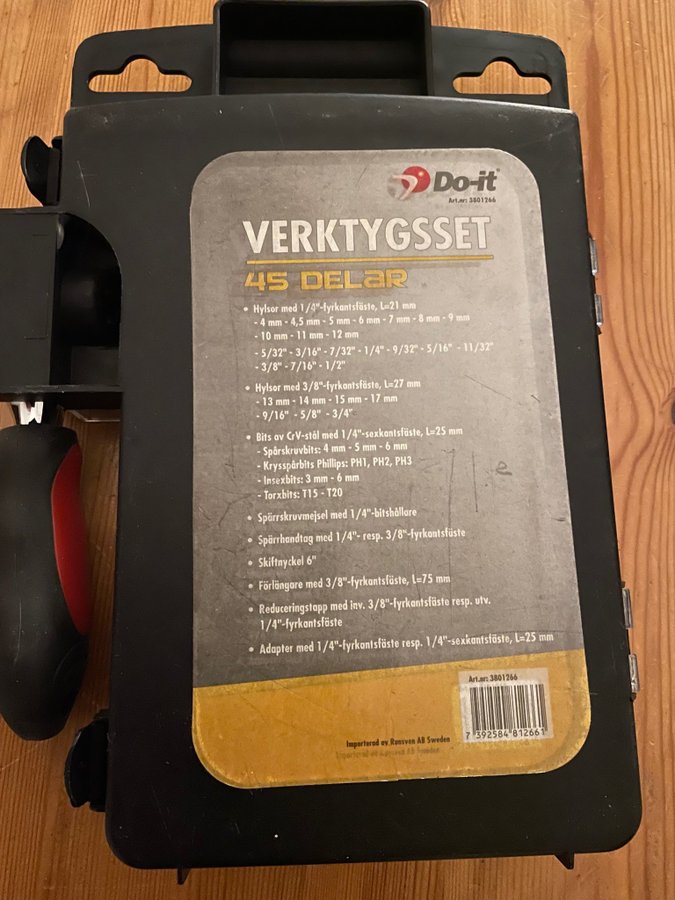 Do-it®
Art.nr: 3801266
VERKTYGSSET
45 DELAR
• Hylsor med 1/4"-fyrkantsfäste, L=21 mm
- 4 mm - 4,5 mm - 5 mm - 6 mm - 7 mm - 8 mm - 9 mm
- 10 mm - 11 mm - 12 mm
- 5/32" - 3/16" - 7/32" - 1/4" - 9/32" - 5/16" - 11/32"
- 3/8" - 7/16" - 1/2"
• Hylsor med 3/8"-fyrkantsfäste, L=27 mm
- 13 mm - 14 mm - 15 mm - 17 mm
- 9/16" - 5/8" - 3/4"
• Bits av CrV-stål med 1/4"-sexkantsfäste, L=25 mm
- Spårskruvbits: 4 mm - 5 mm - 6 mm
- Krysspårbits Phillips: PH1, PH2, PH3
- Insexbits: 3 mm - 6 mm
- Torxbits: T15 - T20
• Spärrskruvmejsel med 1/4"-bitshållare
• Spärrhandtag med 1/4"- resp. 3/8"-fyrkantsfäste
• Skiftnyckel 6"
• Förlängare med 3/8"-fyrkantsfäste, L=75 mm
• Reduceringstapp med inv. 3/8"-fyrkantsfäste resp. utv.
1/4"-fyrkantsfäste
• Adapter med 1/4"-fyrkantsfäste resp. 1/4"-sexkantsfäste, L=25 mm
Art.nr: 3801266
7 392584 812661
Importerad av Runsven AB Sweden
Importerad av Runsven AB Sweden